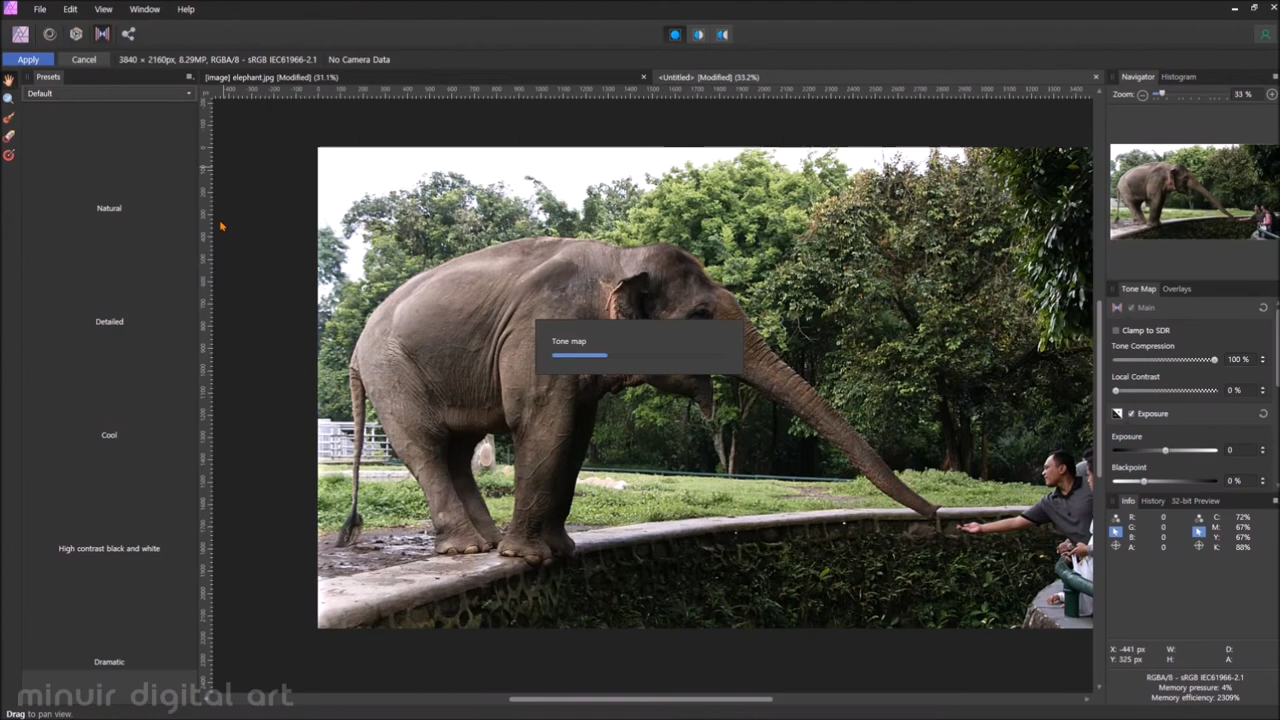 File Edit View Window Help
Apply Cancel 3840 × 2160px, 8.29MP, RGBA/8 - sRGB IEC61966-2.1 No Camera Data
Presets
[image] elephant.jpg [Modified] (31.1%)
<Untitled> [Modified] (33.2%)
Navigator Histogram
Default
px
Zoom: 33 %
Natural
Detailed
Cool
High contrast black and white
Dramatic
Tone map
Tone Map Overlays
Main
Clamp to SDR
Tone Compression
100 %
Local Contrast
0 %
Exposure
Exposure
0
Blackpoint
0 %
Info History 32-bit Preview
R: 0 C: 72%
G: 0 M: 67%
B: 0 Y: 67%
A: 0 K: 88%
X: -441 px W: D:
Y: 325 px H: A:
RGBA/8 - sRGB IEC61966-2.1
Memory pressure: 4%
Memory efficiency: 2309%
minuir digital art
Drag to pan view.